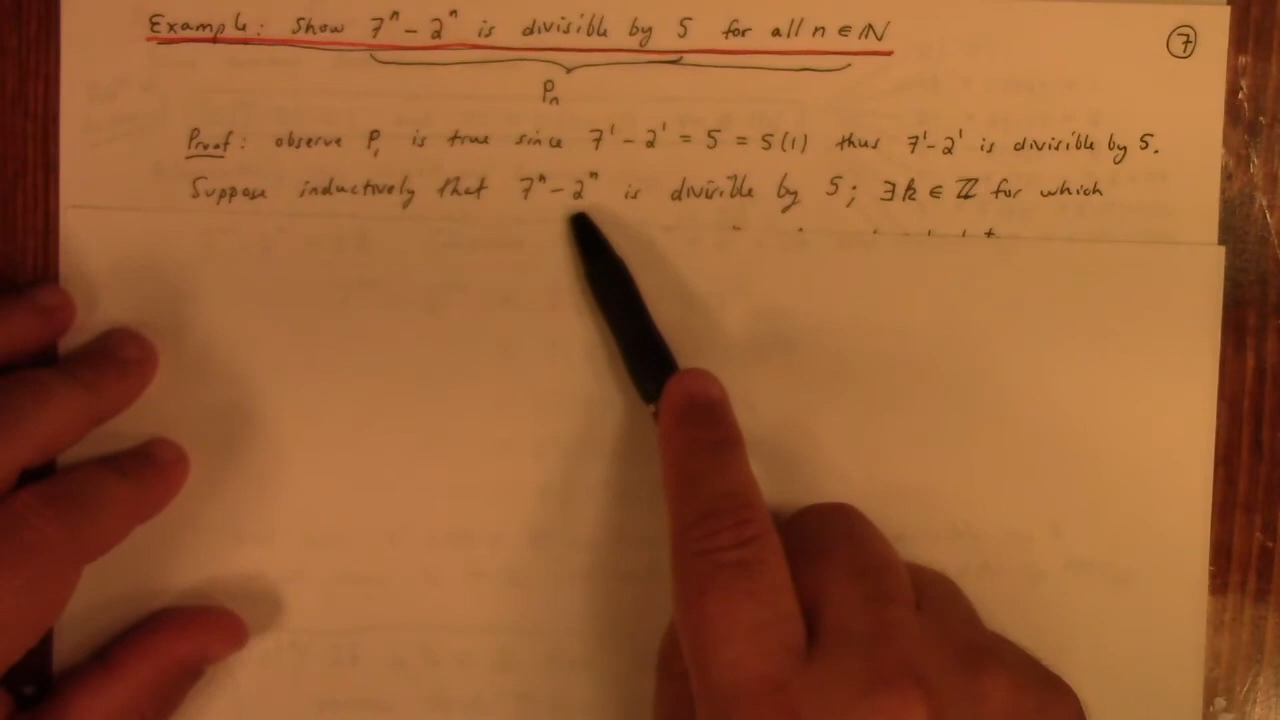 Example: Show 7ⁿ - 2ⁿ is divisible by 5 for all n ∈ ℕ
⑦
Pₙ
Proof: observe P₁ is true since 7¹ - 2¹ = 5 = 5(1) thus 7¹-2¹ is divisible by 5.
Suppose inductively that 7ⁿ-2ⁿ is divisible by 5; ∃k ∈ ℤ for which